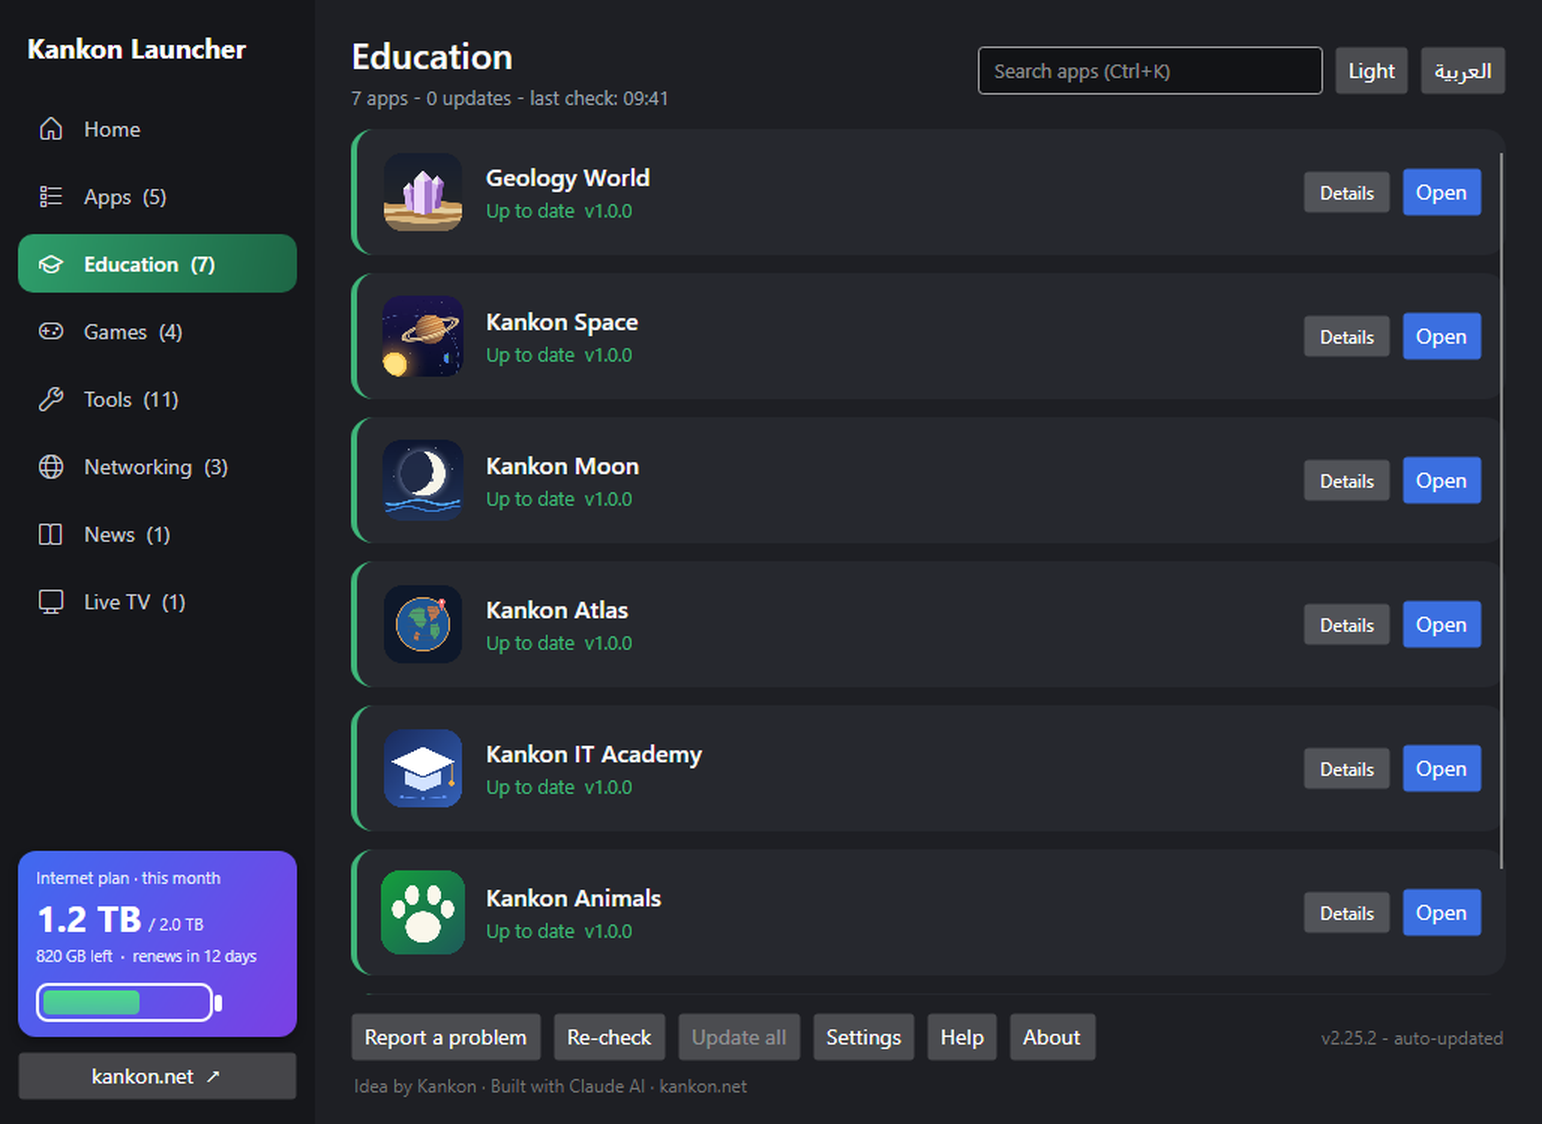 Kankon Launcher
Home
Apps (5)
Education (7)
Games (4)
Tools (11)
Networking (3)
News (1)
Live TV (1)
Internet plan · this month
1.2 TB / 2.0 TB
820 GB left · renews in 12 days
kankon.net ↗
Education
7 apps - 0 updates - last check: 09:41
Search apps (Ctrl+K)
Light
العربية
Geology World
Up to date v1.0.0
Details
Open
Kankon Space
Up to date v1.0.0
Details
Open
Kankon Moon
Up to date v1.0.0
Details
Open
Kankon Atlas
Up to date v1.0.0
Details
Open
Kankon IT Academy
Up to date v1.0.0
Details
Open
Kankon Animals
Up to date v1.0.0
Details
Open
Report a problem
Re-check
Update all
Settings
Help
About
v2.25.2 - auto-updated
Idea by Kankon · Built with Claude AI · kankon.net